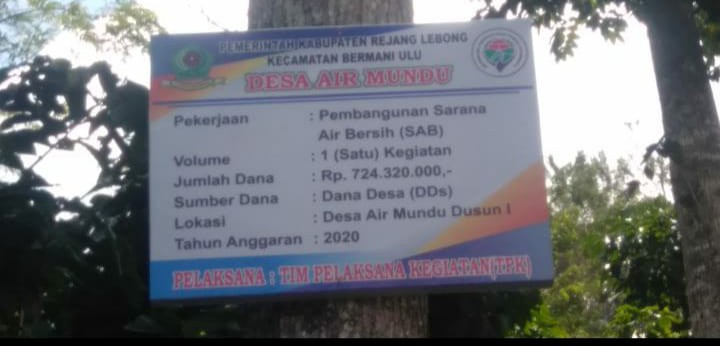 PEMERINTAH KABUPATEN REJANG LEBONG
KECAMATAN BERMANI ULU
DESA AIR MUNDU
Pekerjaan : Pembangunan Sarana
Air Bersih (SAB)
Volume : 1 (Satu) Kegiatan
Jumlah Dana : Rp. 724.320.000,-
Sumber Dana : Dana Desa (DDs)
Lokasi : Desa Air Mundu Dusun I
Tahun Anggaran : 2020
PELAKSANA : TIM PELAKSANA KEGIATAN(TPK)